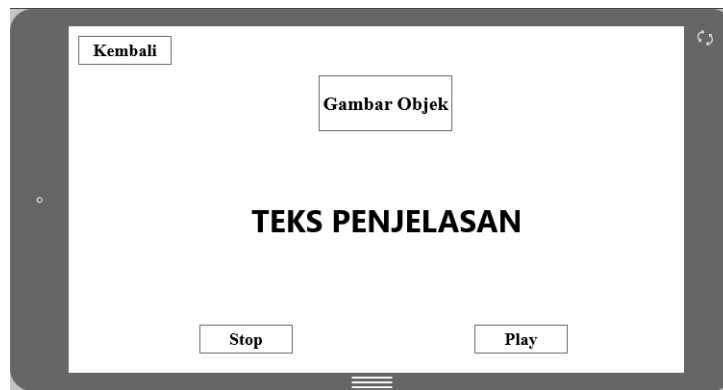 Kembali
Gambar Objek
TEKS PENJELASAN
Stop
Play